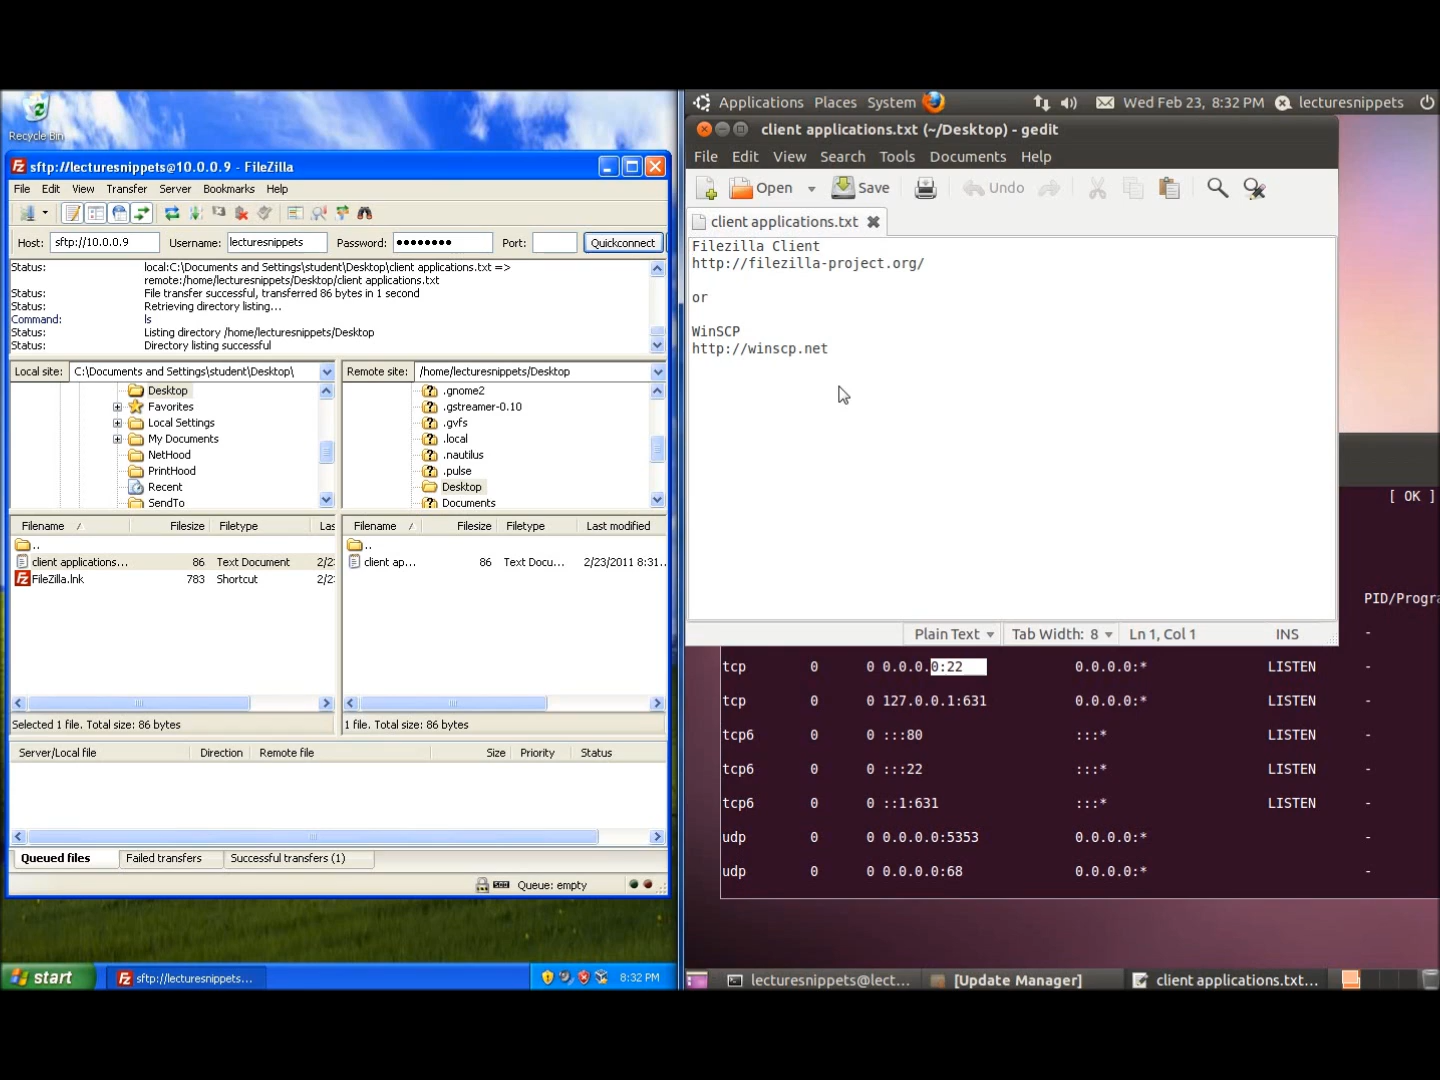 Recycle Bin
sftp://lecturesnippets@10.0.0.9 - FileZilla
File Edit View Transfer Server Bookmarks Help
Host: sftp://10.0.0.9 Username: lecturesnippets Password: ●●●●●●●● Port: Quickconnect
Status: local:C:\Documents and Settings\student\Desktop\client applications.txt =>
remote:/home/lecturesnippets/Desktop/client applications.txt
Status: File transfer successful, transferred 86 bytes in 1 second
Status: Retrieving directory listing...
Command: ls
Status: Listing directory /home/lecturesnippets/Desktop
Status: Directory listing successful
Local site: C:\Documents and Settings\student\Desktop\
Desktop
Favorites
Local Settings
My Documents
NetHood
PrintHood
Recent
SendTo
Remote site: /home/lecturesnippets/Desktop
.gnome2
.gstreamer-0.10
.gvfs
.local
.nautilus
.pulse
Desktop
Documents
Filename Filesize Filetype Las
..
client applications... 86 Text Document 2/2
FileZilla.lnk 783 Shortcut 2/2
Selected 1 file. Total size: 86 bytes
Filename Filesize Filetype Last modified
..
client ap... 86 Text Docu... 2/23/2011 8:31...
1 file. Total size: 86 bytes
Server/Local file Direction Remote file Size Priority Status
Queued files Failed transfers Successful transfers (1)
Queue: empty
start sftp://lecturesnippets... 8:32 PM
Applications Places System Wed Feb 23, 8:32 PM lecturesnippets
client applications.txt (~/Desktop) - gedit
File Edit View Search Tools Documents Help
Open Save Undo
client applications.txt
Filezilla Client
http://filezilla-project.org/
or
WinSCP
http://winscp.net
Plain Text Tab Width: 8 Ln 1, Col 1 INS
[ OK ]
PID/Progra
-
tcp 0 0 0.0.0.0:22 0.0.0.0:* LISTEN -
tcp 0 0 127.0.0.1:631 0.0.0.0:* LISTEN -
tcp6 0 0 :::80 :::* LISTEN -
tcp6 0 0 :::22 :::* LISTEN -
tcp6 0 0 ::1:631 :::* LISTEN -
udp 0 0 0.0.0.0:5353 0.0.0.0:* -
udp 0 0 0.0.0.0:68 0.0.0.0:* -
lecturesnippets@lect... [Update Manager] client applications.txt...